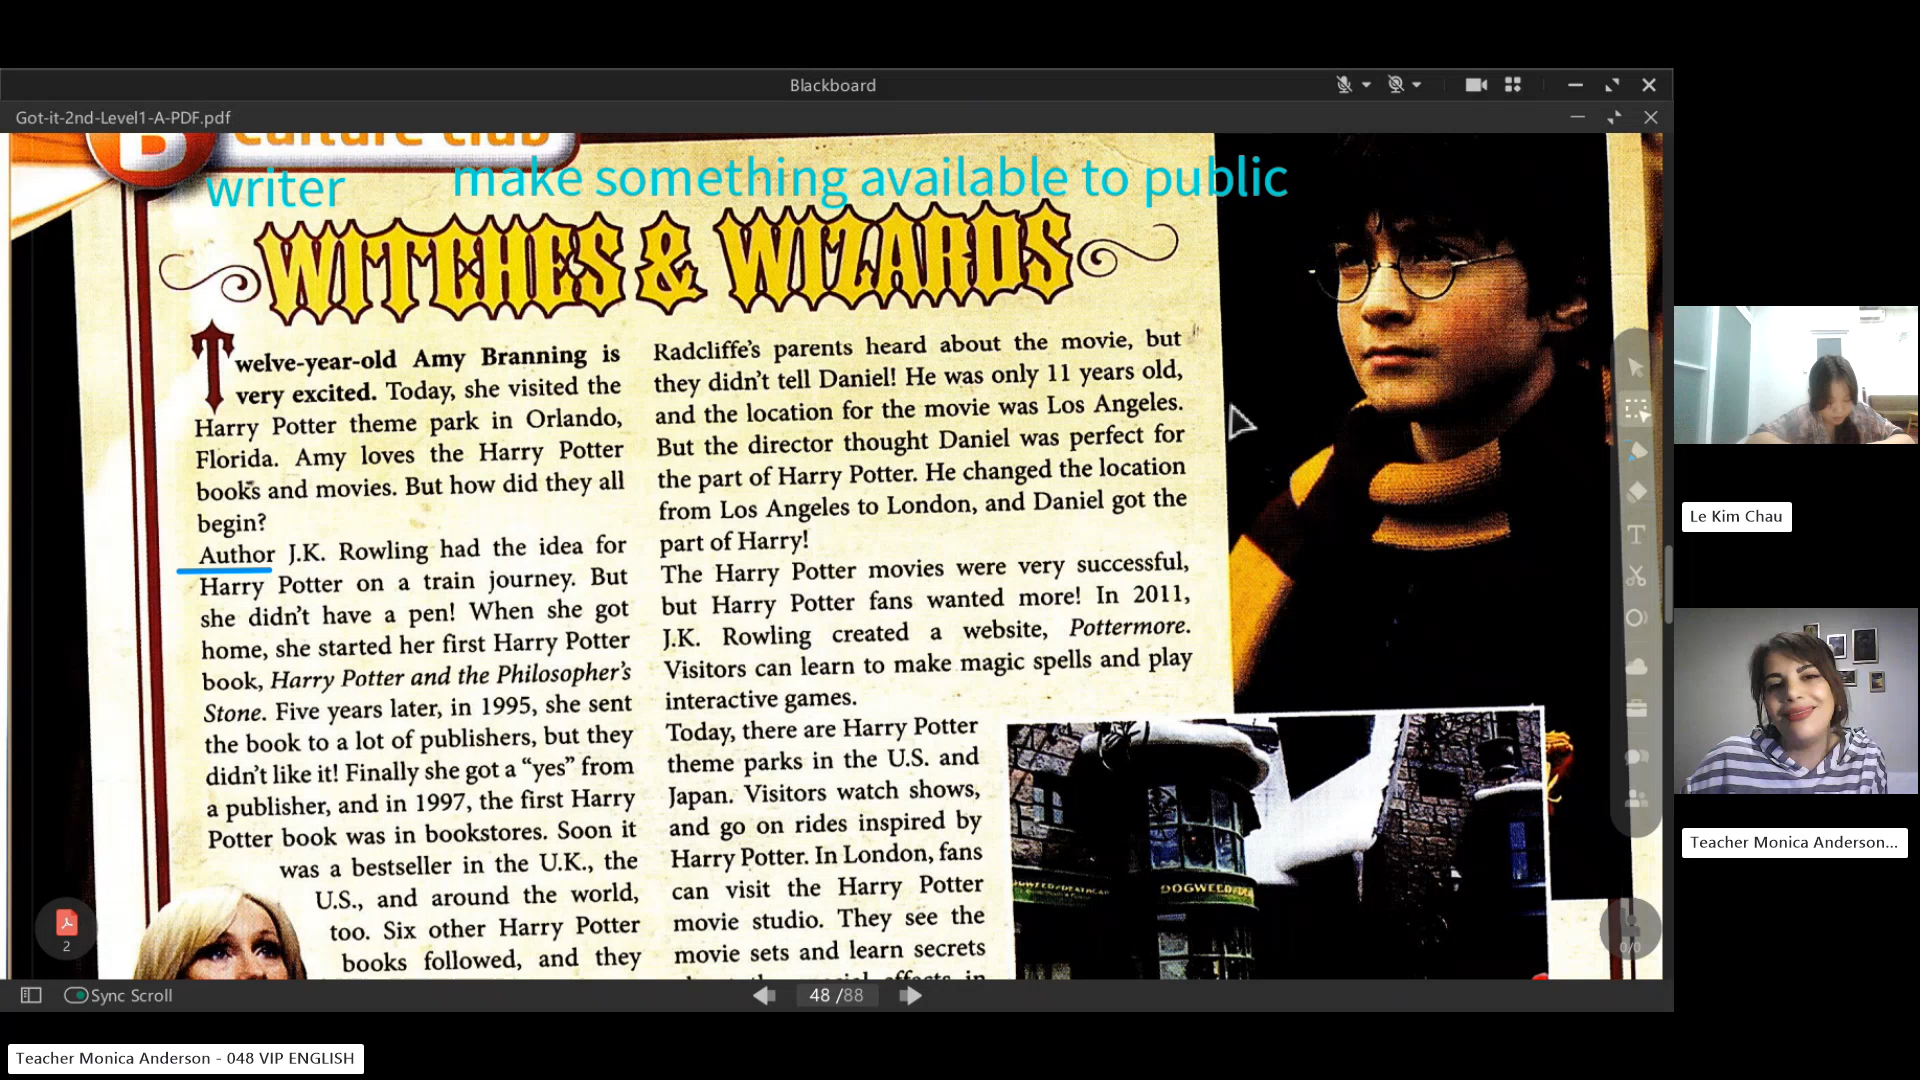 Blackboard
Got-it-2nd-Level1-A-PDF.pdf
B Culture club
writer make something available to public
WITCHES & WIZARDS
Twelve-year-old Amy Branning is
very excited. Today, she visited the
Harry Potter theme park in Orlando,
Florida. Amy loves the Harry Potter
books and movies. But how did they all
begin?
Author J.K. Rowling had the idea for
Harry Potter on a train journey. But
she didn't have a pen! When she got
home, she started her first Harry Potter
book, Harry Potter and the Philosopher's
Stone. Five years later, in 1995, she sent
the book to a lot of publishers, but they
didn't like it! Finally she got a “yes” from
a publisher, and in 1997, the first Harry
Potter book was in bookstores. Soon it
was a bestseller in the U.K., the
U.S., and around the world,
too. Six other Harry Potter
books followed, and they
Radcliffe's parents heard about the movie, but
they didn't tell Daniel! He was only 11 years old,
and the location for the movie was Los Angeles.
But the director thought Daniel was perfect for
the part of Harry Potter. He changed the location
from Los Angeles to London, and Daniel got the
part of Harry!
The Harry Potter movies were very successful,
but Harry Potter fans wanted more! In 2011,
J.K. Rowling created a website, Pottermore.
Visitors can learn to make magic spells and play
interactive games.
Today, there are Harry Potter
theme parks in the U.S. and
Japan. Visitors watch shows,
and go on rides inspired by
Harry Potter. In London, fans
can visit the Harry Potter
movie studio. They see the
movie sets and learn secrets
effects in
DOGWEED
T
2
0/0
Sync Scroll
48 /88
Le Kim Chau
Teacher Monica Anderson...
Teacher Monica Anderson - 048 VIP ENGLISH